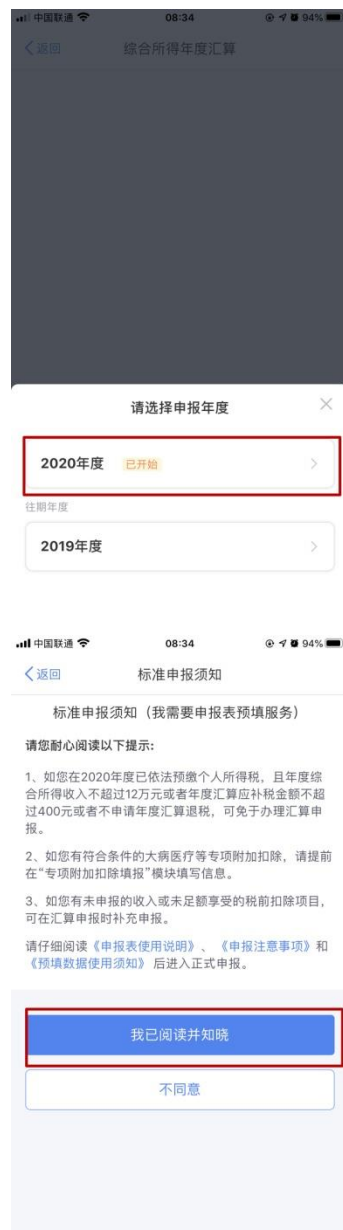 中国联通 08:34 94%
返回 综合所得年度汇算
请选择申报年度
2020年度 已开始
往期年度
2019年度
中国联通 08:34 94%
返回 标准申报须知
标准申报须知（我需要申报表预填服务）
请您耐心阅读以下提示:
1、如您在2020年度已依法预缴个人所得税，且年度综
合所得收入不超过12万元或者年度汇算应补税金额不超
过400元或者不申请年度汇算退税，可免于办理汇算申
报。
2、如您有符合条件的大病医疗等专项附加扣除，请提前
在“专项附加扣除填报”模块填写信息。
3、如您有未申报的收入或未足额享受的税前扣除项目，
可在汇算申报时补充申报。
请仔细阅读《申报表使用说明》、《申报注意事项》和
《预填数据使用须知》后进入正式申报。
我已阅读并知晓
不同意